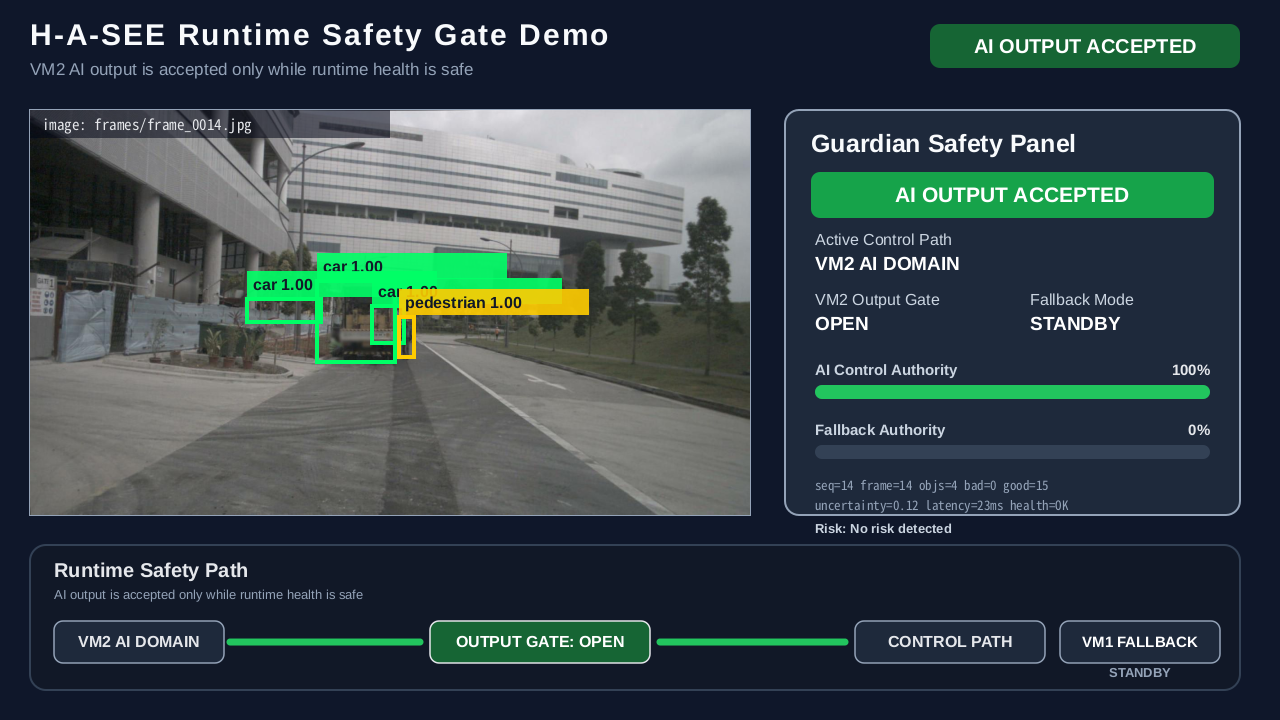 H-A-SEE Runtime Safety Gate Demo
VM2 AI output is accepted only while runtime health is safe
AI OUTPUT ACCEPTED
image: frames/frame_0014.jpg
car 1.00
car 1.00
car 1.00
pedestrian 1.00
Guardian Safety Panel
AI OUTPUT ACCEPTED
Active Control Path
VM2 AI DOMAIN
VM2 Output Gate
OPEN
Fallback Mode
STANDBY
AI Control Authority 100%
Fallback Authority 0%
seq=14 frame=14 objs=4 bad=0 good=15
uncertainty=0.12 latency=23ms health=OK
Risk: No risk detected
Runtime Safety Path
AI output is accepted only while runtime health is safe
VM2 AI DOMAIN
OUTPUT GATE: OPEN
CONTROL PATH
VM1 FALLBACK
STANDBY